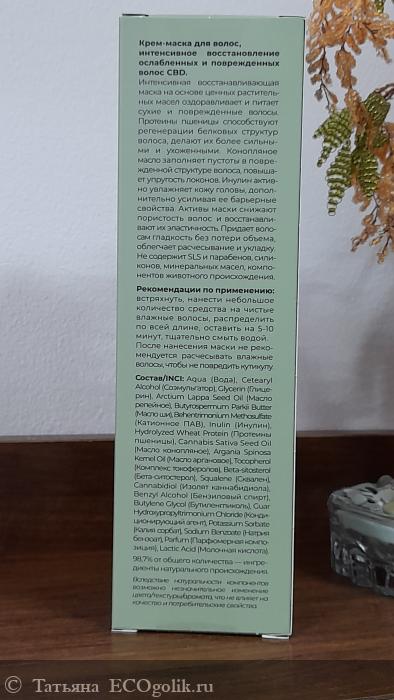 Крем-маска для волос,
интенсивное восстановление
ослабленных и поврежденных
волос CBD.
Интенсивная восстанавливающая
маска на основе ценных раститель-
ных масел оздоравливает и питает
сухие и поврежденные волосы.
Протеины пшеницы способствуют
регенерации белковых структур
волоса, делают их более сильны-
ми и ухоженными. Конопляное
масло заполняет пустоты в повре-
жденной структуре волоса, повыша-
ет упругость локонов. Инулин актив-
но увлажняет кожу головы, допол-
нительно усиливая ее барьерные
свойства. Активы маски снижают
пористость волос и восстанавли-
вают их эластичность. Придает воло-
сам гладкость без потери объема,
облегчает расчесывание и укладку.
Не содержит SLS и парабенов, сили-
конов, минеральных масел, компо-
нентов животного происхождения.
Рекомендации по применению:
встряхнуть, нанести небольшое
количество средства на чистые
влажные волосы, распределить
по всей длине, оставить на 5-10
минут, тщательно смыть водой.
После нанесения маски не реко-
мендуется расчесывать влажные
волосы, чтобы не повредить кутикулу.
Состав/INCI: Aqua (Вода), Cetearyl
Alcohol (Соэмульгатор), Glycerin (Глице-
рин), Arctium Lappa Seed Oil (Масло
репейное), Butyrospermum Parkii Butter
(Масло ши), Behentrimonium Methosulfate
(Катионное ПАВ), Inulin (Инулин),
Hydrolyzed Wheat Protein (Протеины
пшеницы), Cannabis Sativa Seed Oil
(Масло конопляное), Argania Spinosa
Kernel Oil (Масло аргановое), Tocopherol
(Комплекс токоферолов), Beta-sitosterol
(Бета-ситостерол), Squalene (Сквален),
Cannabidiol (Изолят каннабидиола),
Benzyl Alcohol (Бензиловый спирт),
Butylene Glycol (Бутиленгликоль), Guar
Hydroxypropyltrimonium Chloride (Конди-
ционирующий агент), Potassium Sorbate
(Калия сорбат), Sodium Benzoate (Натрия
бензоат), Parfum (Парфюмерная компо-
зиция), Lactic Acid (Молочная кислота).
98,7% от общего количества — ингре-
диенты натурального происхождения.
Вследствие натуральности компонентов
возможно незначительное изменение
цвета/текстуры/аромата, что не влияет на
качество и потребительские свойства.
© Татьяна ECOgolik.ru